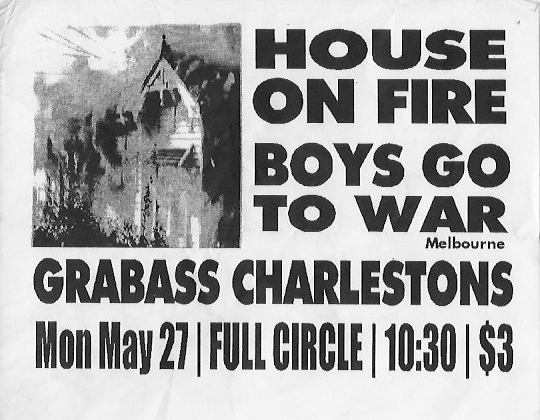 HOUSE
ON FIRE
BOYS GO
TO WAR
Melbourne
GRABASS CHARLESTONS
Mon May 27 | FULL CIRCLE | 10:30 | $3